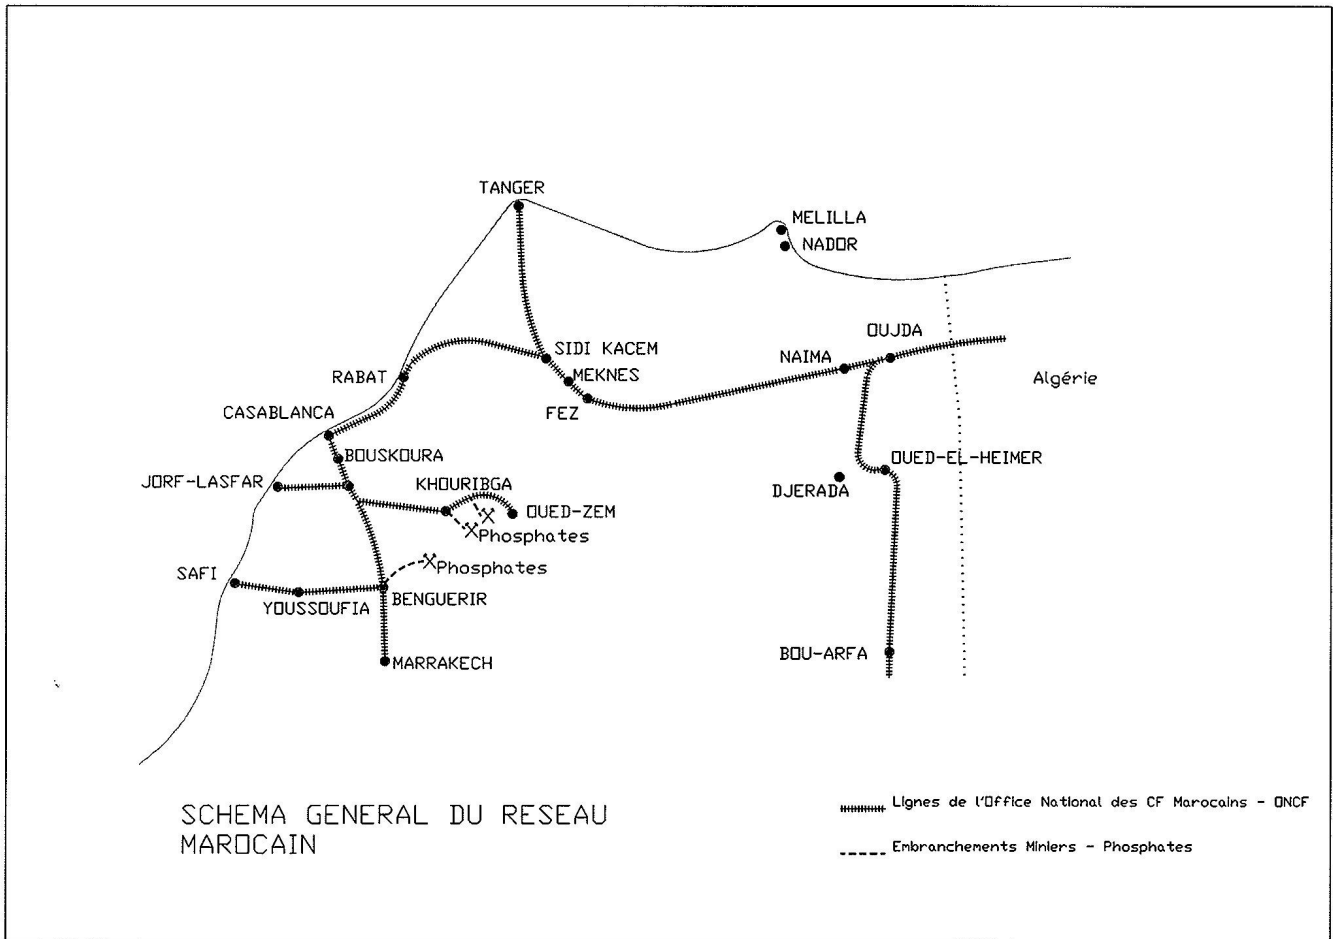 TANGER
MELILLA
NADOR
OUJDA
SIDI KACEM
NAIMA
MEKNES
RABAT
Algérie
FEZ
CASABLANCA
BOUSKOURA
OUED-EL-HEIMER
JORF-LASFAR
KHOURIBGA
DJERADA
OUED-ZEM
Phosphates
Phosphates
SAFI
YOUSSOUFIA
BENGUERIR
BOU-ARFA
MARRAKECH
SCHEMA GENERAL DU RESEAU
MAROCAIN
Lignes de l'Office National des CF Marocains - ONCF
Embranchements Miniers - Phosphates